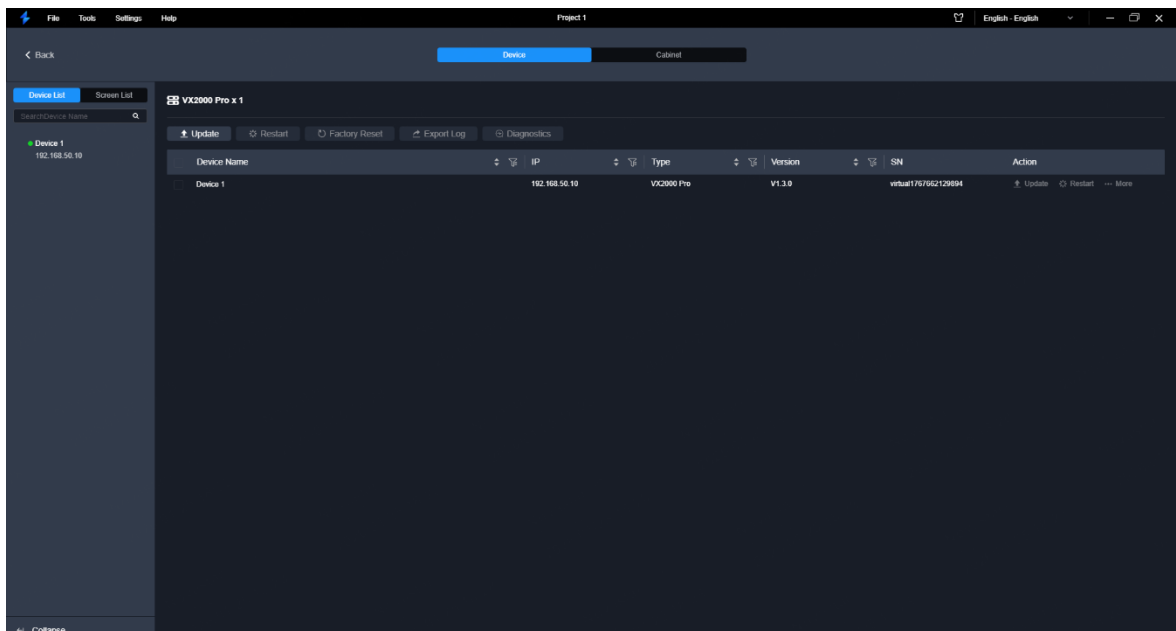 File Tools Settings Help Project 1 English - English
Back Device Cabinet
Device List Screen List
SearchDevice Name
Device 1
192.168.50.10
VX2000 Pro x 1
Update Restart Factory Reset Export Log Diagnostics
Device Name IP Type Version SN Action
Device 1 192.168.50.10 VX2000 Pro V1.3.0 virtual1767662129894 Update Restart More
Collapse